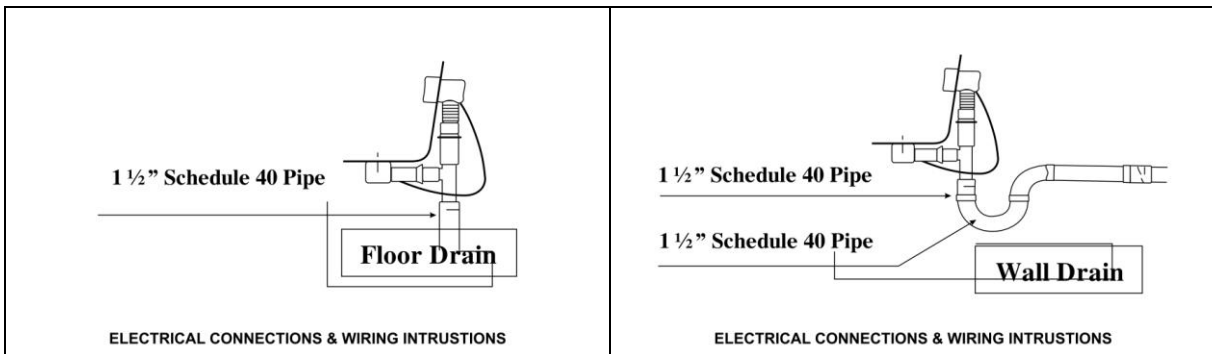 1 ½” Schedule 40 Pipe
Floor Drain
ELECTRICAL CONNECTIONS & WIRING INTRUSTIONS
1 ½” Schedule 40 Pipe
1 ½” Schedule 40 Pipe
Wall Drain
ELECTRICAL CONNECTIONS & WIRING INTRUSTIONS